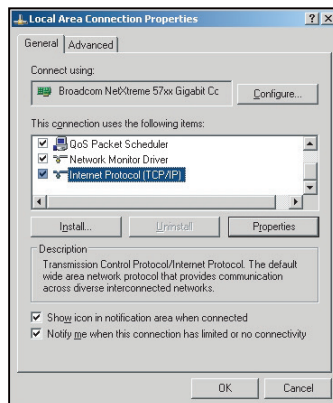 Local Area Connection Properties
General Advanced
Connect using:
Broadcom NetXtreme 57xx Gigabit Cc
Configure...
This connection uses the following items:
QoS Packet Scheduler
Network Monitor Driver
Internet Protocol (TCP/IP)
Install... Uninstall Properties
Description
Transmission Control Protocol/Internet Protocol. The default
wide area network protocol that provides communication
across diverse interconnected networks.
Show icon in notification area when connected
Notify me when this connection has limited or no connectivity
OK Cancel